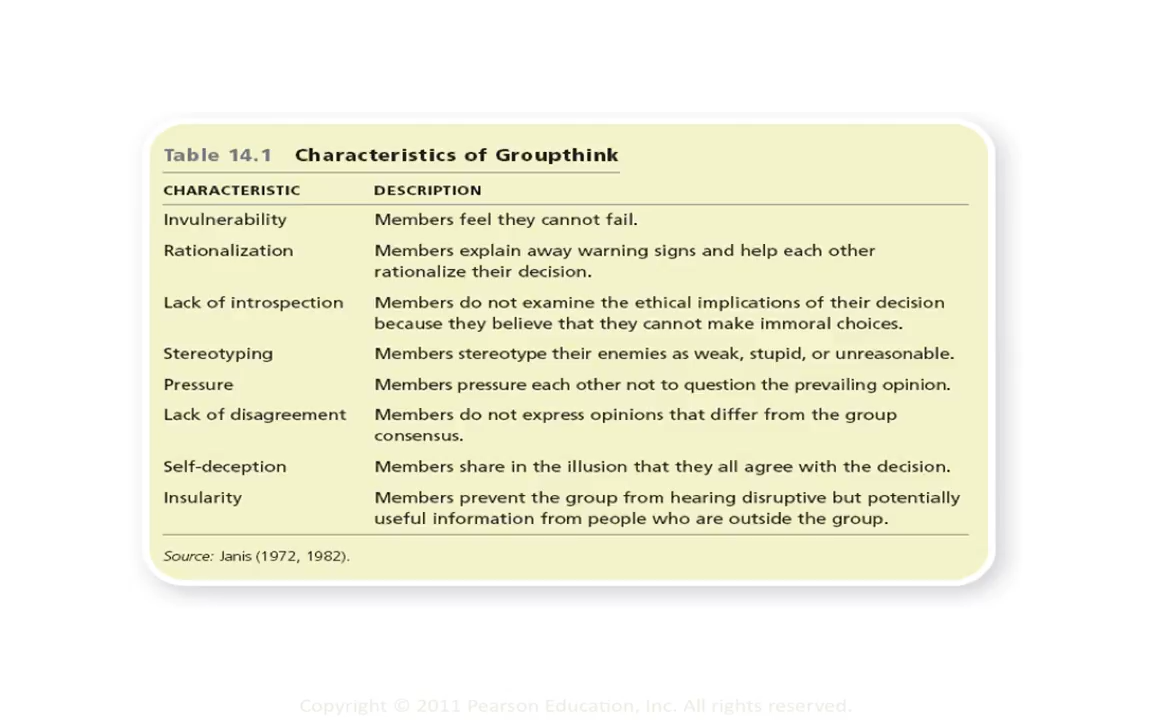 Table 14.1 Characteristics of Groupthink
CHARACTERISTIC DESCRIPTION
Invulnerability Members feel they cannot fail.
Rationalization Members explain away warning signs and help each other
rationalize their decision.
Lack of introspection Members do not examine the ethical implications of their decision
because they believe that they cannot make immoral choices.
Stereotyping Members stereotype their enemies as weak, stupid, or unreasonable.
Pressure Members pressure each other not to question the prevailing opinion.
Lack of disagreement Members do not express opinions that differ from the group
consensus.
Self-deception Members share in the illusion that they all agree with the decision.
Insularity Members prevent the group from hearing disruptive but potentially
useful information from people who are outside the group.
Source: Janis (1972, 1982).
Copyright © 2011 Pearson Education, Inc. All rights reserved.